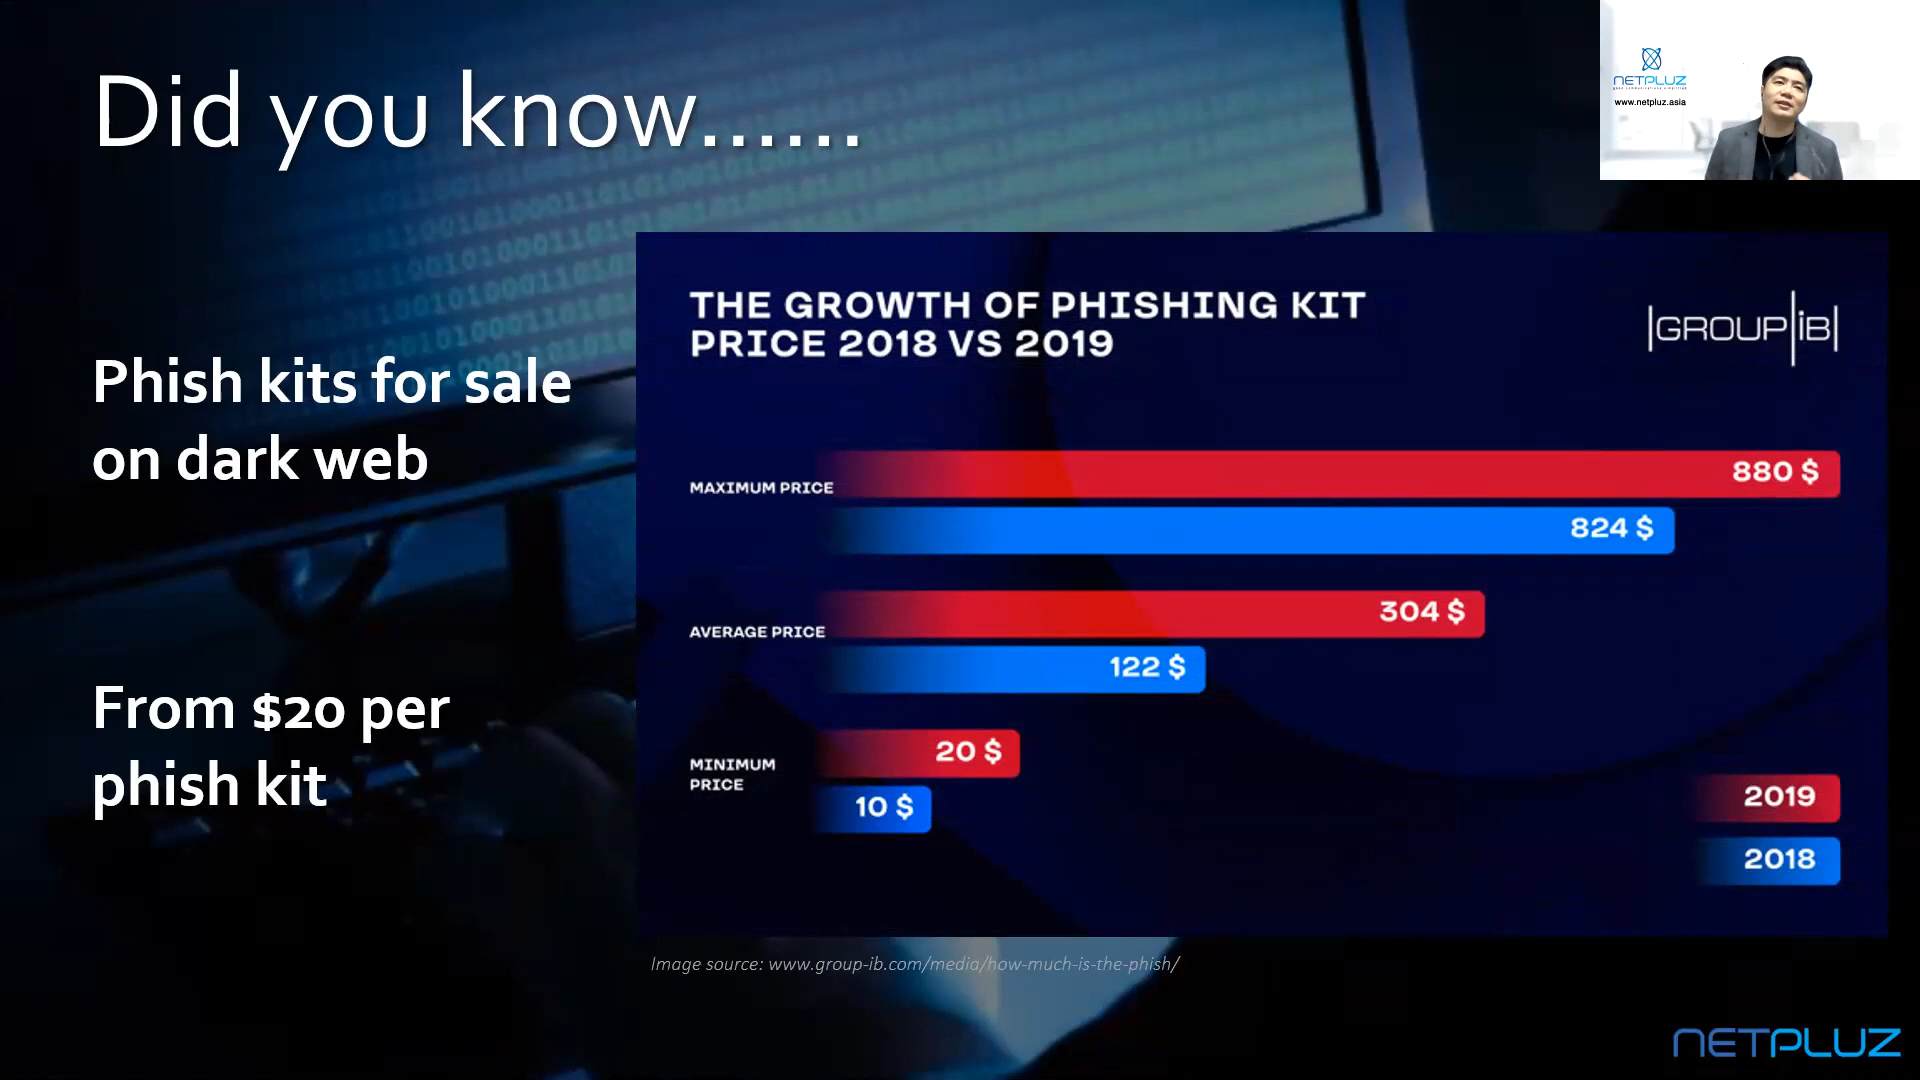 Did you know......
NETPLUZ
www.netpluz.asia
Phish kits for sale
on dark web
From $20 per
phish kit
THE GROWTH OF PHISHING KIT
PRICE 2018 VS 2019
GROUP iB
MAXIMUM PRICE
880 $
824 $
AVERAGE PRICE
304 $
122 $
MINIMUM
PRICE
20 $
10 $
2019
2018
Image source: www.group-ib.com/media/how-much-is-the-phish/
NETPLUZ